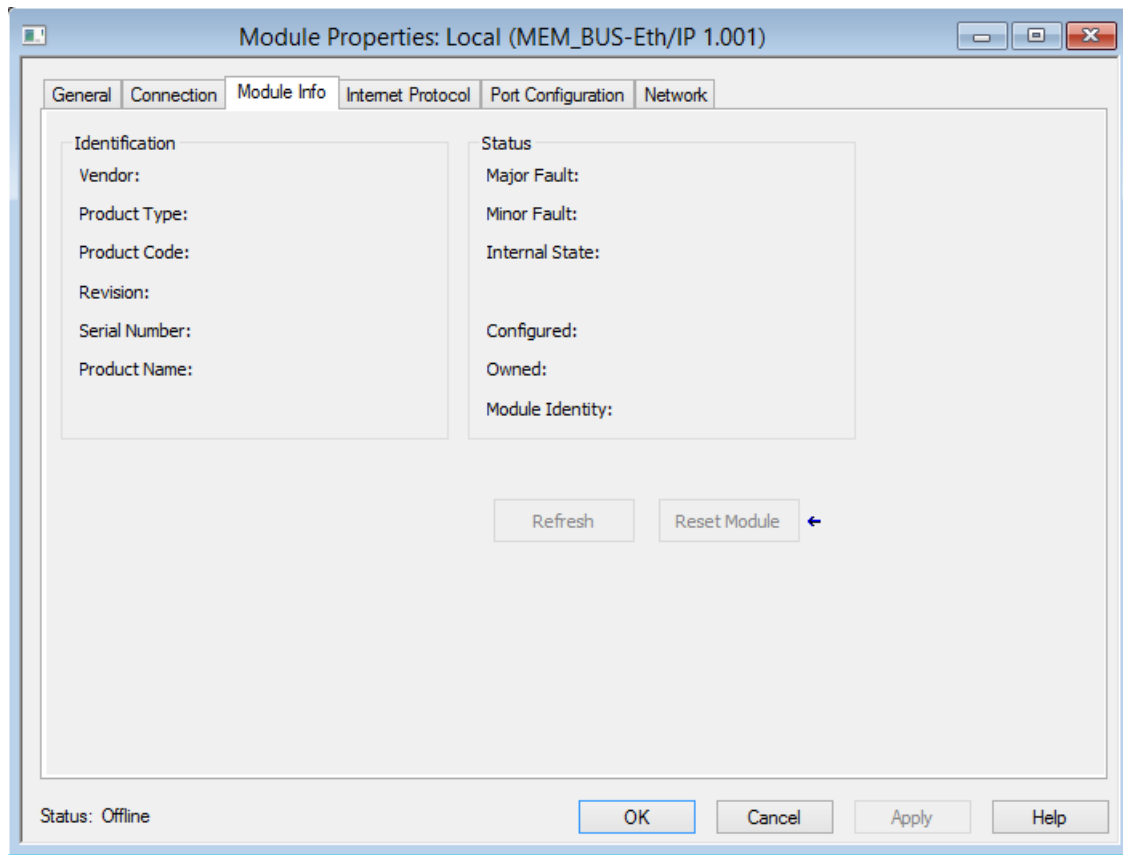 Module Properties: Local (MEM_BUS-Eth/IP 1.001)
General Connection Module Info Internet Protocol Port Configuration Network
Identification
Vendor:
Product Type:
Product Code:
Revision:
Serial Number:
Product Name:
Status
Major Fault:
Minor Fault:
Internal State:
Configured:
Owned:
Module Identity:
Refresh Reset Module
Status: Offline OK Cancel Apply Help